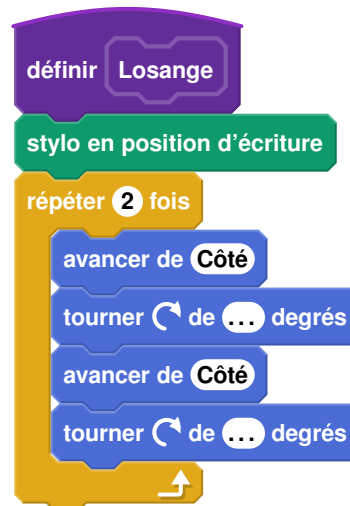 définir Losange
stylo en position d'écriture
répéter 2 fois
avancer de Côté
tourner de ... degrés
avancer de Côté
tourner de ... degrés